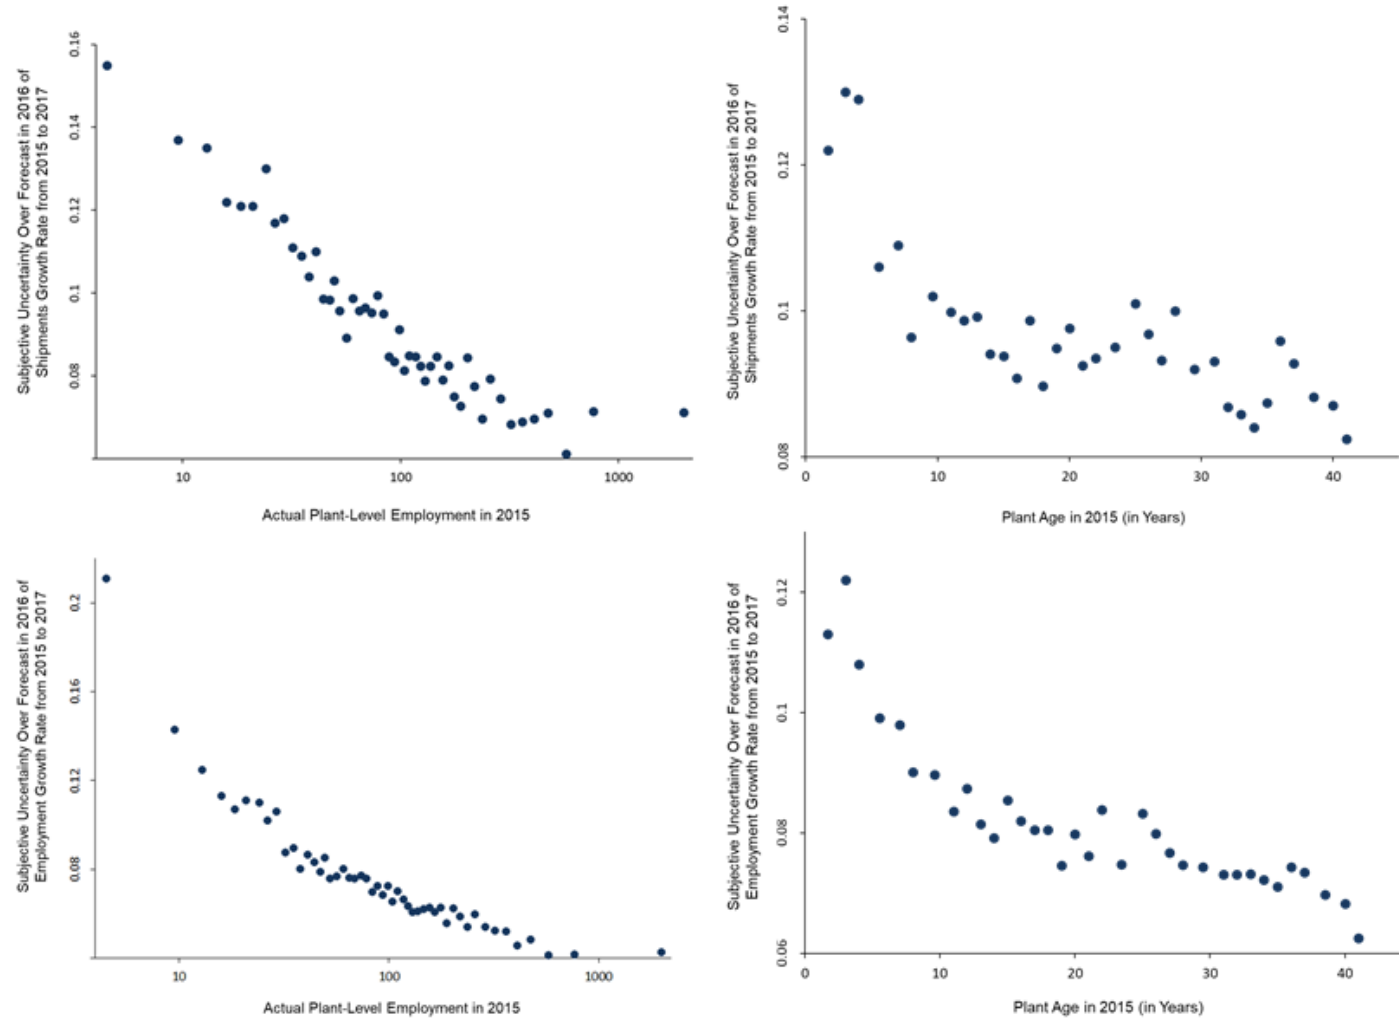 Subjective Uncertainty Over Forecast in 2016 of
Shipments Growth Rate from 2015 to 2017
0.16
0.14
0.12
0.1
0.08
10
100
1000
Actual Plant-Level Employment in 2015
Subjective Uncertainty Over Forecast in 2016 of
Shipments Growth Rate from 2015 to 2017
0.14
0.12
0.1
0.08
0
10
20
30
40
Plant Age in 2015 (in Years)
Subjective Uncertainty Over Forecast in 2016 of
Employment Growth Rate from 2015 to 2017
0.2
0.16
0.12
0.08
10
100
1000
Actual Plant-Level Employment in 2015
Subjective Uncertainty Over Forecast in 2016 of
Employment Growth Rate from 2015 to 2017
0.12
0.1
0.08
0.06
0
10
20
30
40
Plant Age in 2015 (in Years)